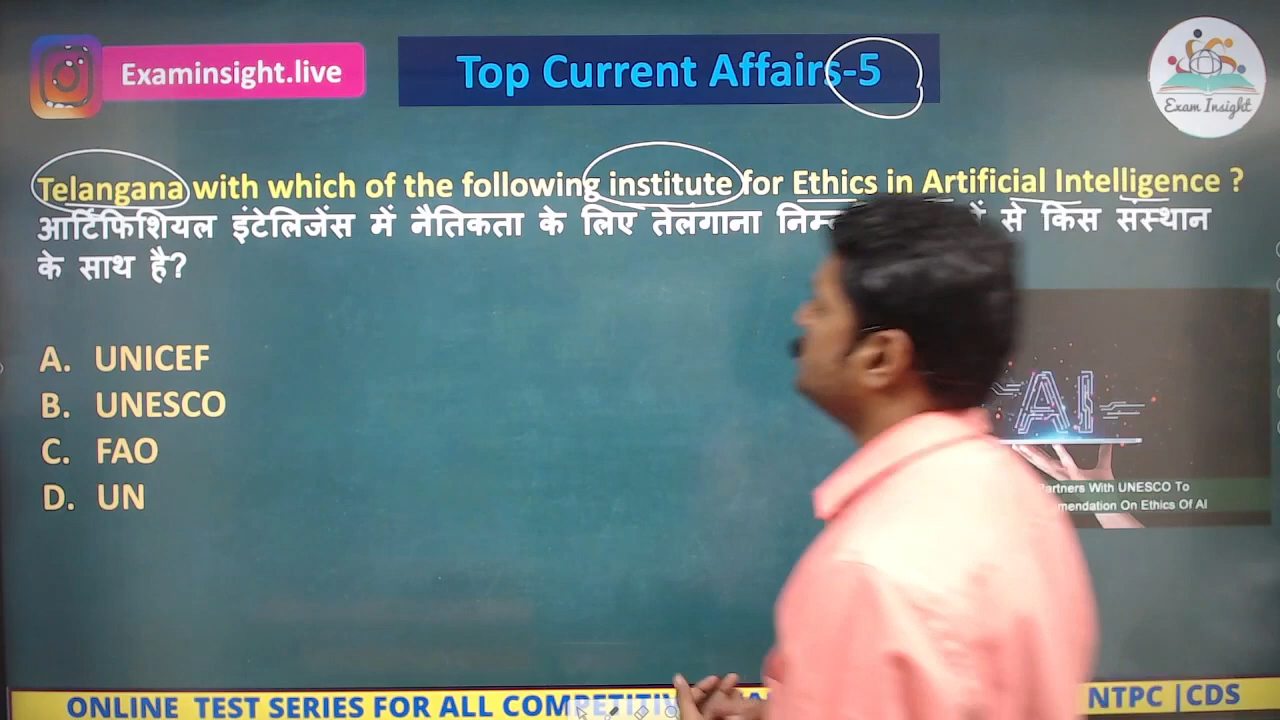 Examinsight.live
Top Current Affairs-5
Exam Insight
Telangana with which of the following institute for Ethics in Artificial Intelligence ?
आर्टिफिशियल इंटेलिजेंस में नैतिकता के लिए तेलंगाना से किस संस्थान
के साथ है?
A. UNICEF
B. UNESCO
C. FAO
D. UN
AI
Partners With UNESCO To
On Ethics Of AI
ONLINE TEST SERIES FOR ALL NTPC |CDS